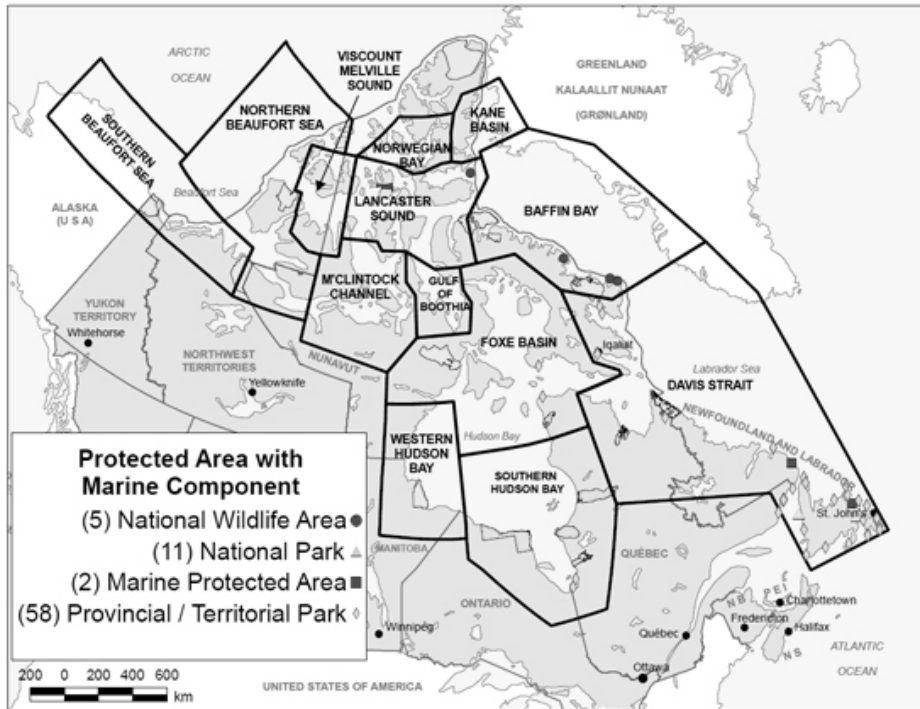 ARCTIC
OCEAN
VISCOUNT
MELVILLE
SOUND
GREENLAND
KALAALLIT NUNAAT
(GRØNLAND)
NORTHERN
BEAUFORT SEA
KANE
BASIN
SOUTHERN
BEAUFORT SEA
NORWEGIAN
BAY
Beaufort Sea
ALASKA
(U S A)
LANCASTER
SOUND
BAFFIN BAY
M'CLINTOCK
CHANNEL
GULF
OF
BOOTHIA
YUKON
TERRITORY
Whitehorse
FOXE BASIN
Iqaluit
NORTHWEST
TERRITORIES
NUNAVUT
Labrador Sea
DAVIS STRAIT
Yellowknife
NEWFOUNDLAND AND LABRADOR
Hudson Bay
WESTERN
HUDSON
BAY
SOUTHERN
HUDSON BAY
St. John's
Protected Area with
Marine Component
(5) National Wildlife Area
(11) National Park
(2) Marine Protected Area
(58) Provincial / Territorial Park
MANITOBA
QUÉBEC
ONTARIO
Winnipeg
NB
PEI
Charlottetown
Fredericton
Halifax
NS
Québec
Ottawa
ATLANTIC
OCEAN
200 0 200 400 600
km
UNITED STATES OF AMERICA